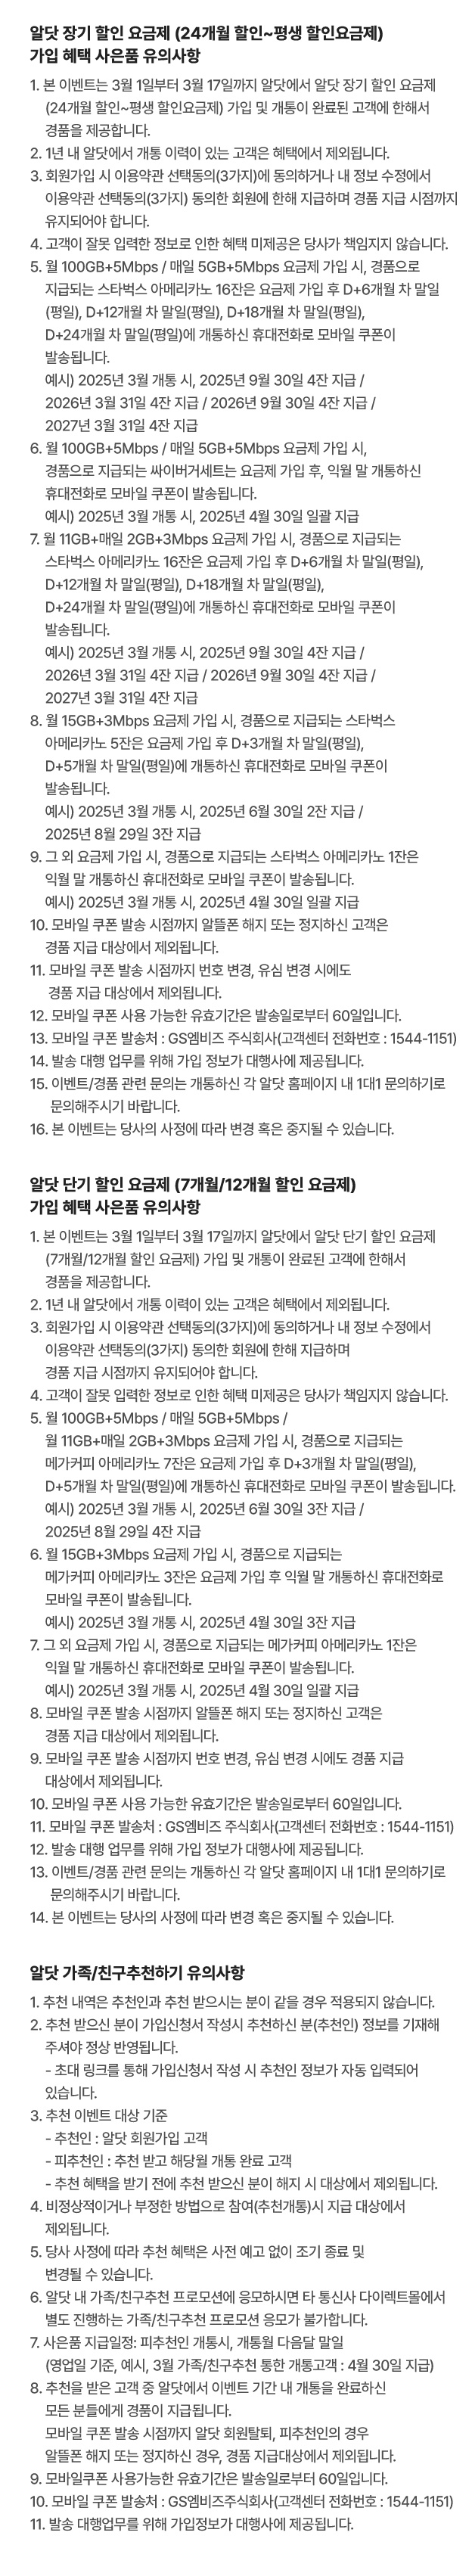 알닷 장기 할인 요금제 (24개월 할인~평생 할인요금제)
가입 혜택 사은품 유의사항
1. 본 이벤트는 3월 1일부터 3월 17일까지 알닷에서 알닷 장기 할인 요금제
(24개월 할인~평생 할인요금제) 가입 및 개통이 완료된 고객에 한해서
경품을 제공합니다.
2. 1년 내 알닷에서 개통 이력이 있는 고객은 혜택에서 제외됩니다.
3. 회원가입 시 이용약관 선택동의(3가지)에 동의하거나 내 정보 수정에서
이용약관 선택동의(3가지) 동의한 회원에 한해 지급하며 경품 지급 시점까지
유지되어야 합니다.
4. 고객이 잘못 입력한 정보로 인한 혜택 미제공은 당사가 책임지지 않습니다.
5. 월 100GB+5Mbps / 매일 5GB+5Mbps 요금제 가입 시, 경품으로
지급되는 스타벅스 아메리카노 16잔은 요금제 가입 후 D+6개월 차 말일
(평일), D+12개월 차 말일(평일), D+18개월 차 말일(평일),
D+24개월 차 말일(평일)에 개통하신 휴대전화로 모바일 쿠폰이
발송됩니다.
예시) 2025년 3월 개통 시, 2025년 9월 30일 4잔 지급 /
2026년 3월 31일 4잔 지급 / 2026년 9월 30일 4잔 지급 /
2027년 3월 31일 4잔 지급
6. 월 100GB+5Mbps / 매일 5GB+5Mbps 요금제 가입 시,
경품으로 지급되는 싸이버거세트는 요금제 가입 후, 익월 말 개통하신
휴대전화로 모바일 쿠폰이 발송됩니다.
예시) 2025년 3월 개통 시, 2025년 4월 30일 일괄 지급
7. 월 11GB+매일 2GB+3Mbps 요금제 가입 시, 경품으로 지급되는
스타벅스 아메리카노 16잔은 요금제 가입 후 D+6개월 차 말일(평일),
D+12개월 차 말일(평일), D+18개월 차 말일(평일),
D+24개월 차 말일(평일)에 개통하신 휴대전화로 모바일 쿠폰이
발송됩니다.
예시) 2025년 3월 개통 시, 2025년 9월 30일 4잔 지급 /
2026년 3월 31일 4잔 지급 / 2026년 9월 30일 4잔 지급 /
2027년 3월 31일 4잔 지급
8. 월 15GB+3Mbps 요금제 가입 시, 경품으로 지급되는 스타벅스
아메리카노 5잔은 요금제 가입 후 D+3개월 차 말일(평일),
D+5개월 차 말일(평일)에 개통하신 휴대전화로 모바일 쿠폰이
발송됩니다.
예시) 2025년 3월 개통 시, 2025년 6월 30일 2잔 지급 /
2025년 8월 29일 3잔 지급
9. 그 외 요금제 가입 시, 경품으로 지급되는 스타벅스 아메리카노 1잔은
익월 말 개통하신 휴대전화로 모바일 쿠폰이 발송됩니다.
예시) 2025년 3월 개통 시, 2025년 4월 30일 일괄 지급
10. 모바일 쿠폰 발송 시점까지 알뜰폰 해지 또는 정지하신 고객은
경품 지급 대상에서 제외됩니다.
11. 모바일 쿠폰 발송 시점까지 번호 변경, 유심 변경 시에도
경품 지급 대상에서 제외됩니다.
12. 모바일 쿠폰 사용 가능한 유효기간은 발송일로부터 60일입니다.
13. 모바일 쿠폰 발송처 : GS엠비즈 주식회사(고객센터 전화번호 : 1544-1151)
14. 발송 대행 업무를 위해 가입 정보가 대행사에 제공됩니다.
15. 이벤트/경품 관련 문의는 개통하신 각 알닷 홈페이지 내 1대1 문의하기로
문의해주시기 바랍니다.
16. 본 이벤트는 당사의 사정에 따라 변경 혹은 중지될 수 있습니다.
알닷 단기 할인 요금제 (7개월/12개월 할인 요금제)
가입 혜택 사은품 유의사항
1. 본 이벤트는 3월 1일부터 3월 17일까지 알닷에서 알닷 단기 할인 요금제
(7개월/12개월 할인 요금제) 가입 및 개통이 완료된 고객에 한해서
경품을 제공합니다.
2. 1년 내 알닷에서 개통 이력이 있는 고객은 혜택에서 제외됩니다.
3. 회원가입 시 이용약관 선택동의(3가지)에 동의하거나 내 정보 수정에서
이용약관 선택동의(3가지) 동의한 회원에 한해 지급하며
경품 지급 시점까지 유지되어야 합니다.
4. 고객이 잘못 입력한 정보로 인한 혜택 미제공은 당사가 책임지지 않습니다.
5. 월 100GB+5Mbps / 매일 5GB+5Mbps /
월 11GB+매일 2GB+3Mbps 요금제 가입 시, 경품으로 지급되는
메가커피 아메리카노 7잔은 요금제 가입 후 D+3개월 차 말일(평일),
D+5개월 차 말일(평일)에 개통하신 휴대전화로 모바일 쿠폰이 발송됩니다.
예시) 2025년 3월 개통 시, 2025년 6월 30일 3잔 지급 /
2025년 8월 29일 4잔 지급
6. 월 15GB+3Mbps 요금제 가입 시, 경품으로 지급되는
메가커피 아메리카노 3잔은 요금제 가입 후 익월 말 개통하신 휴대전화로
모바일 쿠폰이 발송됩니다.
예시) 2025년 3월 개통 시, 2025년 4월 30일 3잔 지급
7. 그 외 요금제 가입 시, 경품으로 지급되는 메가커피 아메리카노 1잔은
익월 말 개통하신 휴대전화로 모바일 쿠폰이 발송됩니다.
예시) 2025년 3월 개통 시, 2025년 4월 30일 일괄 지급
8. 모바일 쿠폰 발송 시점까지 알뜰폰 해지 또는 정지하신 고객은
경품 지급 대상에서 제외됩니다.
9. 모바일 쿠폰 발송 시점까지 번호 변경, 유심 변경 시에도 경품 지급
대상에서 제외됩니다.
10. 모바일 쿠폰 사용 가능한 유효기간은 발송일로부터 60일입니다.
11. 모바일 쿠폰 발송처 : GS엠비즈 주식회사(고객센터 전화번호 : 1544-1151)
12. 발송 대행 업무를 위해 가입 정보가 대행사에 제공됩니다.
13. 이벤트/경품 관련 문의는 개통하신 각 알닷 홈페이지 내 1대1 문의하기로
문의해주시기 바랍니다.
14. 본 이벤트는 당사의 사정에 따라 변경 혹은 중지될 수 있습니다.
알닷 가족/친구추천하기 유의사항
1. 추천 내역은 추천인과 추천 받으시는 분이 같을 경우 적용되지 않습니다.
2. 추천 받으신 분이 가입신청서 작성시 추천하신 분(추천인) 정보를 기재해
주셔야 정상 반영됩니다.
- 초대 링크를 통해 가입신청서 작성 시 추천인 정보가 자동 입력되어
있습니다.
3. 추천 이벤트 대상 기준
- 추천인 : 알닷 회원가입 고객
- 피추천인 : 추천 받고 해당월 개통 완료 고객
- 추천 혜택을 받기 전에 추천 받으신 분이 해지 시 대상에서 제외됩니다.
4. 비정상적이거나 부정한 방법으로 참여(추천개통)시 지급 대상에서
제외됩니다.
5. 당사 사정에 따라 추천 혜택은 사전 예고 없이 조기 종료 및
변경될 수 있습니다.
6. 알닷 내 가족/친구추천 프로모션에 응모하시면 타 통신사 다이렉트몰에서
별도 진행하는 가족/친구추천 프로모션 응모가 불가합니다.
7. 사은품 지급일정: 피추천인 개통시, 개통월 다음달 말일
(영업일 기준, 예시, 3월 가족/친구추천 통한 개통고객 : 4월 30일 지급)
8. 추천을 받은 고객 중 알닷에서 이벤트 기간 내 개통을 완료하신
모든 분들에게 경품이 지급됩니다.
모바일 쿠폰 발송 시점까지 알닷 회원탈퇴, 피추천인의 경우
알뜰폰 해지 또는 정지하신 경우, 경품 지급대상에서 제외됩니다.
9. 모바일쿠폰 사용가능한 유효기간은 발송일로부터 60일입니다.
10. 모바일 쿠폰 발송처 : GS엠비즈주식회사(고객센터 전화번호 : 1544-1151)
11. 발송 대행업무를 위해 가입정보가 대행사에 제공됩니다.